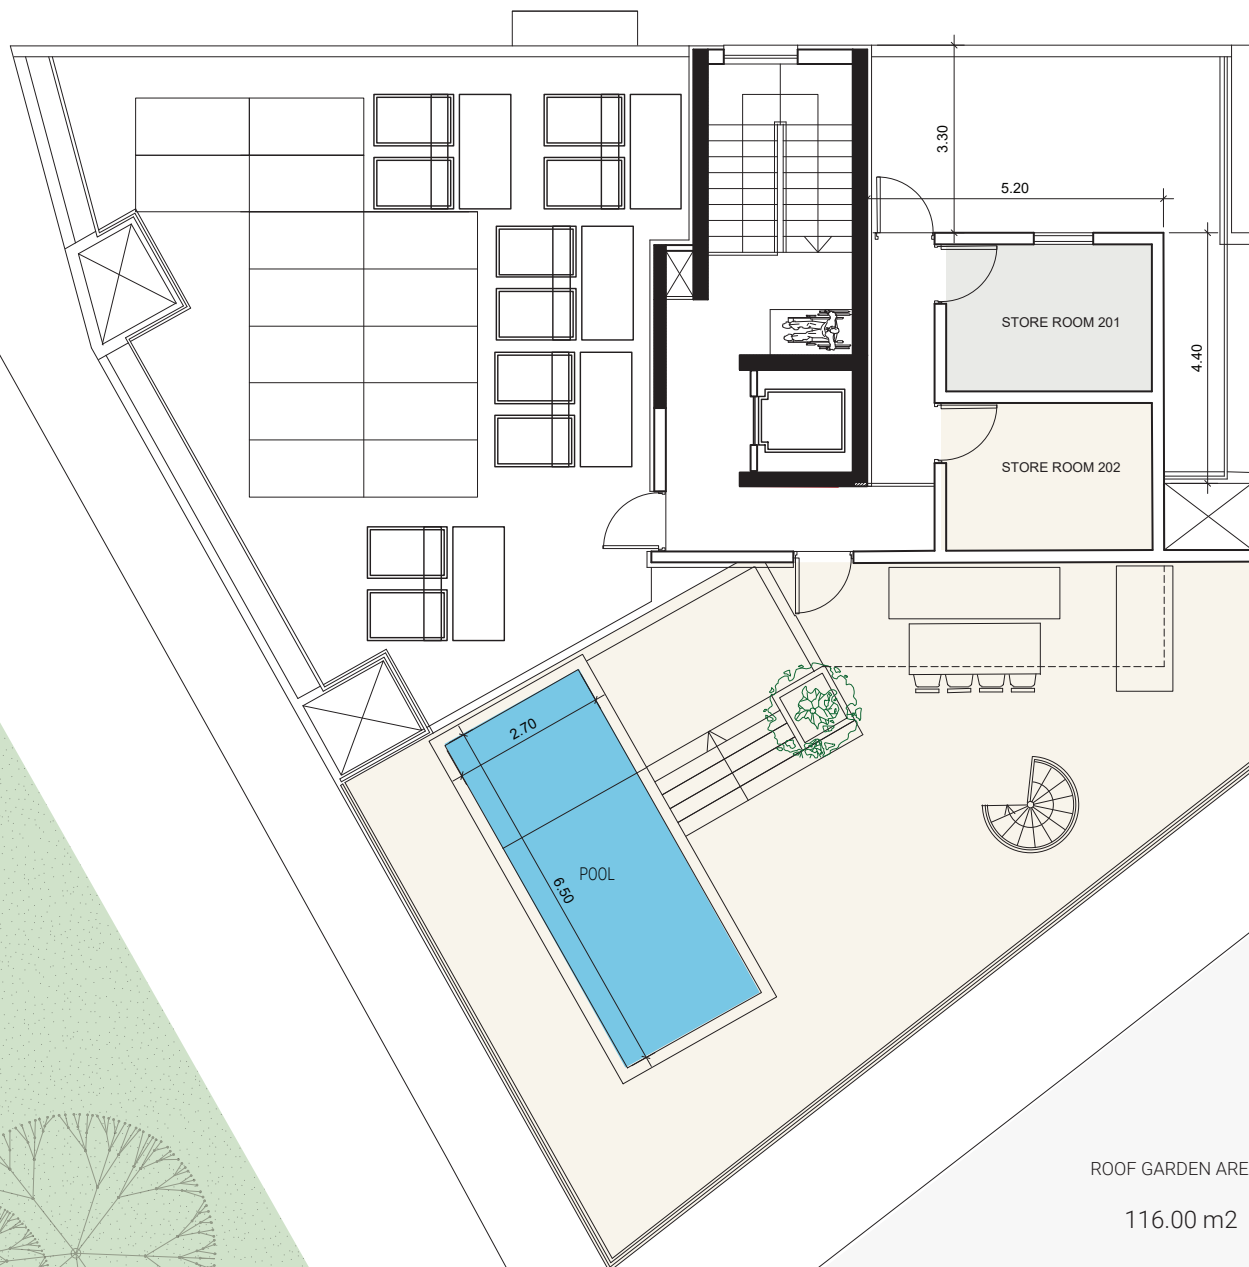 3.30
5.20
STORE ROOM 201
4.40
STORE ROOM 202
2.70
POOL
6.50
ROOF GARDEN ARE
116.00 m2